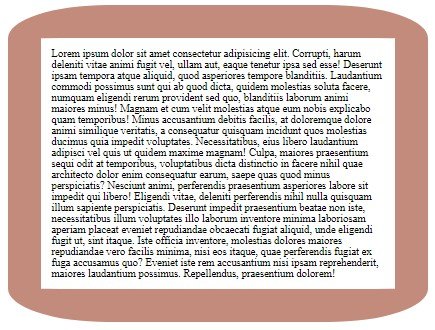 Lorem ipsum dolor sit amet consectetur adipisicing elit. Corrupti, harum
deleniti vitae animi fugit vel, ullam aut, eaque tenetur ipsa sed esse! Deserunt
ipsam tempora atque aliquid, quod asperiores tempore blanditiis. Laudantium
commodi possimus sunt qui ab quod dicta, quidem molestias soluta facere,
numquam eligendi rerum provident sed quo, blanditiis laborum animi
maiores minus! Magnam et cum velit molestias atque eum nobis explicabo
quam temporibus! Minus accusantium debitis facilis, at doloremque dolore
animi similique veritatis, a consequatur quisquam incidunt quos molestias
ducimus quia impedit voluptates. Necessitatibus, eius libero laudantium
adipisci vel quis ut quidem maxime magnam! Culpa, maiores praesentium
sequi odit at temporibus, voluptatibus dicta distinctio in facere nihil quae
architecto dolor enim consequatur earum, saepe quas quod minus
perspiciatis? Nesciunt animi, perferendis praesentium asperiores labore sit
impedit qui libero! Eligendi vitae, deleniti perferendis nihil nulla quisquam
illum sapiente perspiciatis. Deserunt impedit praesentium beatae non iste,
necessitatibus illum voluptates illo laborum inventore minima laboriosam
aperiam placeat eveniet repudiandae obcaecati fugiat aliquid, unde eligendi
fugit ut, sint itaque. Iste officia inventore, molestias dolores maiores
repudiandae vero facilis minima, nisi eos itaque, quae perferendis fugiat ex
fuga accusamus quo? Eveniet iste rem accusantium nisi ipsam reprehenderit,
maiores laudantium possimus. Repellendus, praesentium dolorem!